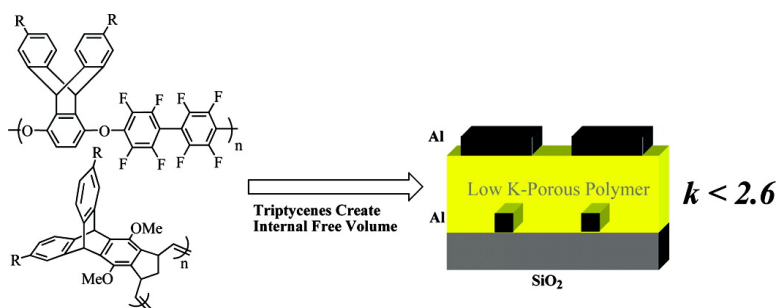 R
R
O
O
F
F
F
F
F
F
F
F
n
R
R
OMe
MeO
n
Triptycenes Create
Internal Free Volume
Al
Low K-Porous Polymer
Al
SiO₂
k < 2.6